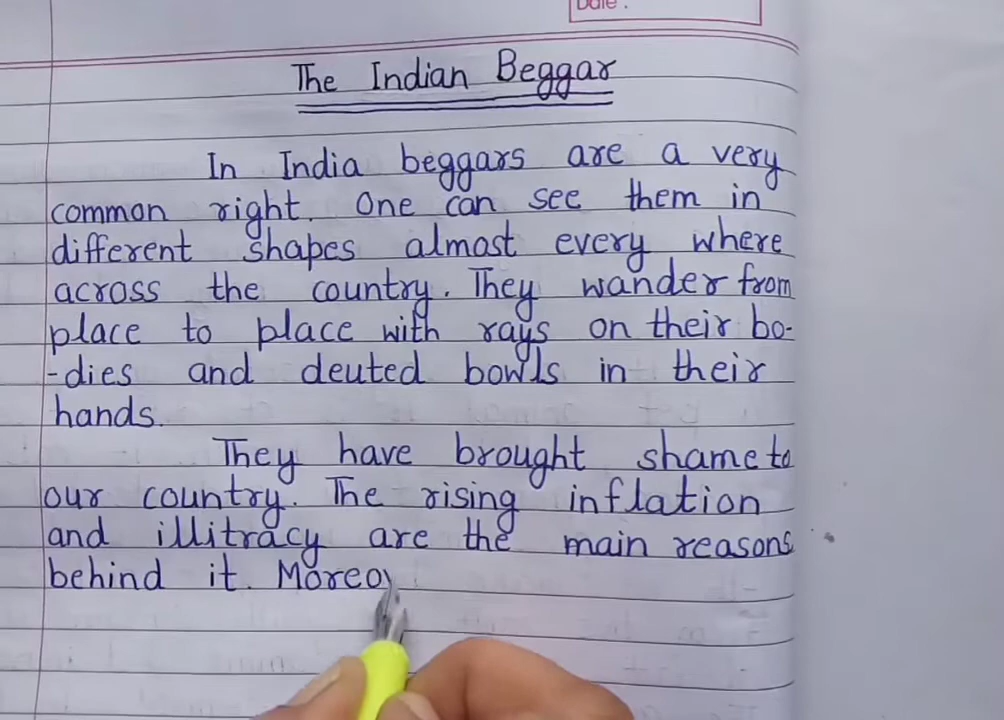 Date :
The Indian Beggar
In India beggars are a very
common right. One can see them in
different shapes almost every where
across the country. They wander from
place to place with rays on their bo-
-dies and deuted bowls in their
hands.
They have brought shame to
our country. The rising inflation
and illitracy are the main reasons
behind it. Moreov